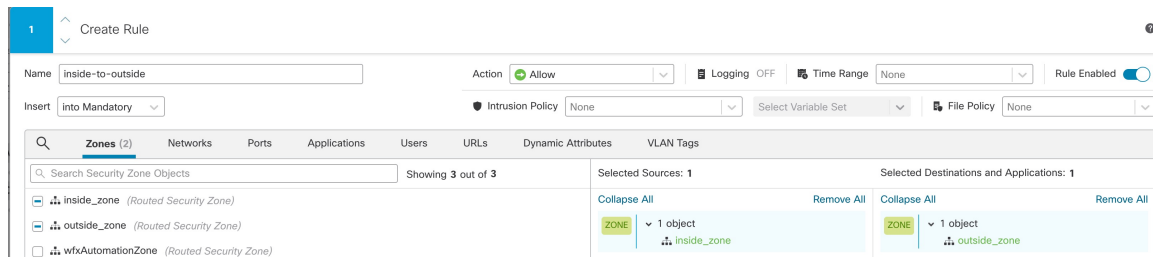 1 Create Rule
Name inside-to-outside Action Allow Logging OFF Time Range None Rule Enabled
Insert into Mandatory Intrusion Policy None Select Variable Set File Policy None
Zones (2) Networks Ports Applications Users URLs Dynamic Attributes VLAN Tags
Search Security Zone Objects Showing 3 out of 3 Selected Sources: 1 Selected Destinations and Applications: 1
inside_zone (Routed Security Zone) Collapse All Remove All Collapse All Remove All
outside_zone (Routed Security Zone) ZONE 1 object ZONE 1 object
inside_zone outside_zone
wfxAutomationZone (Routed Security Zone)